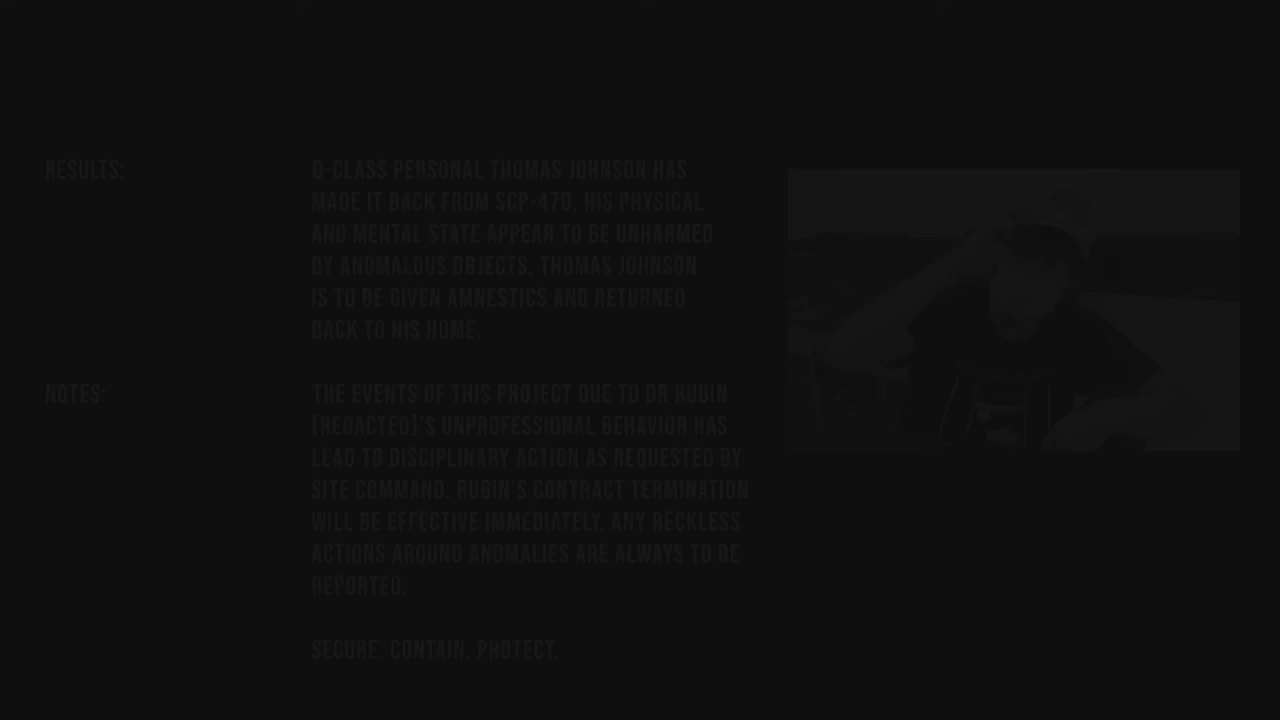 RESULTS:
D-CLASS PERSONAL THOMAS JOHNSON HAS
MADE IT BACK FROM SCP-470. HIS PHYSICAL
AND MENTAL STATE APPEAR TO BE UNHARMED
BY ANOMALOUS OBJECTS. THOMAS JOHNSON
IS TO BE GIVEN AMNESTICS AND RETURNED
BACK TO HIS HOME.
NOTES:
THE EVENTS OF THIS PROJECT DUE TO DR RUBIN
[REDACTED]'S UNPROFESSIONAL BEHAVIOR HAS
LEAD TO DISCIPLINARY ACTION AS REQUESTED BY
SITE COMMAND. RUBIN'S CONTRACT TERMINATION
WILL BE EFFECTIVE IMMEDIATELY. ANY RECKLESS
ACTIONS AROUND ANOMALIES ARE ALWAYS TO BE
REPORTED.
SECURE. CONTAIN. PROTECT.